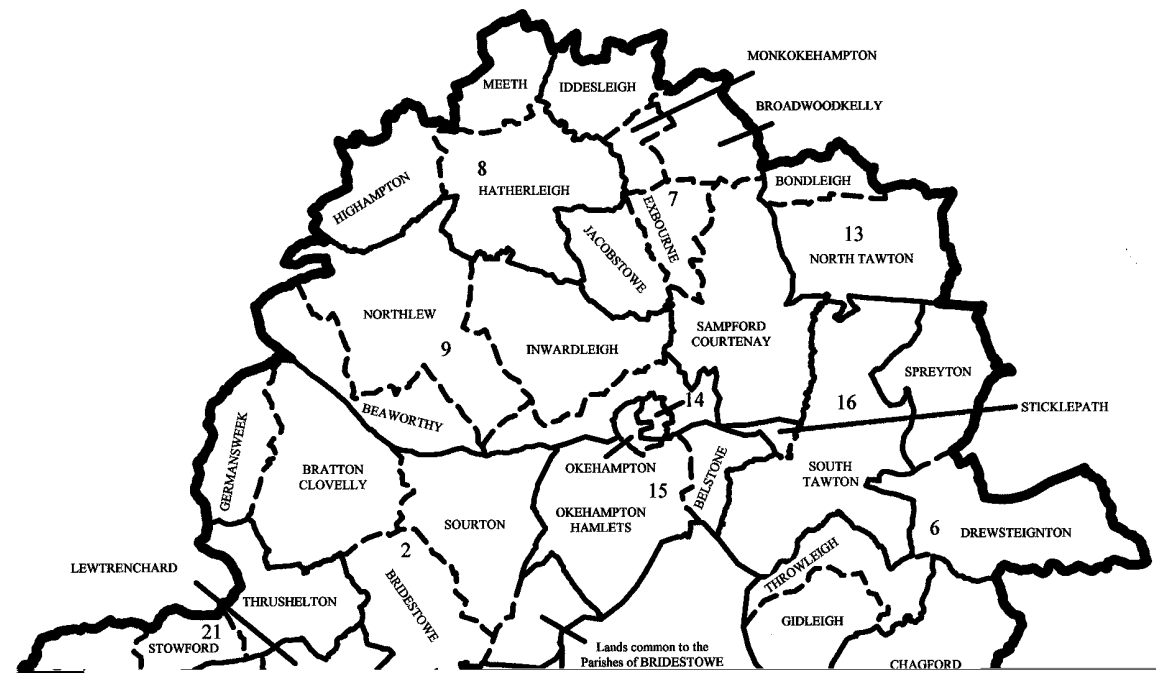 MONKOKEHAMPTON
MEETH
IDDESLEIGH
BROADWOODKELLY
8
HATHERLEIGH
BONDLEIGH
HIGHAMPTON
7
EXBOURNE
13
NORTH TAWTON
JACOBSTOWE
NORTHLEW
SAMPFORD
COURTENAY
9
INWARDLEIGH
SPREYTON
14
16
STICKLEPATH
BEAWORTHY
GERMANSWEEK
BRATTON
CLOVELLY
OKEHAMPTON
SOUTH
TAWTON
BELSTONE
15
OKEHAMPTON
HAMLETS
SOURTON
6
DREWSTEIGNTON
2
BRIDESTOWE
THROWLEIGH
LEWTRENCHARD
THRUSHELTON
GIDLEIGH
21
STOWFORD
Lands common to the
Parishes of BRIDESTOWE
CHAGFORD